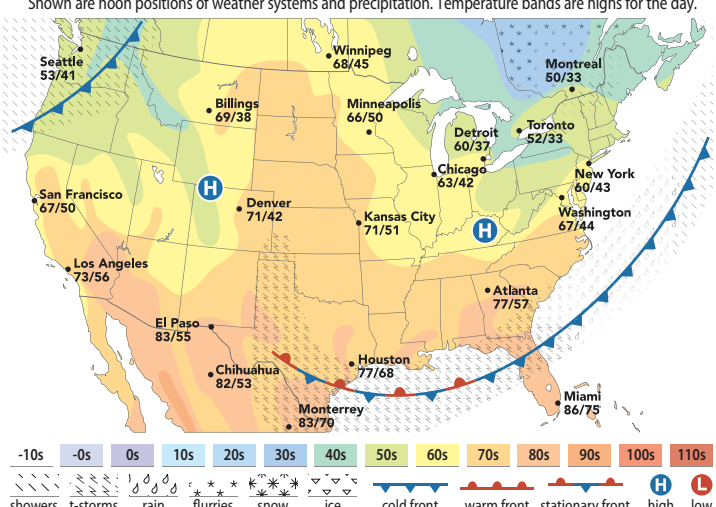 Shown are noon positions of weather systems and precipitation. Temperature bands are highs for the day.
Seattle
53/41
Winnipeg
68/45
Montreal
50/33
Billings
69/38
Minneapolis
66/50
Detroit
60/37
Toronto
52/33
Chicago
63/42
New York
60/43
San Francisco
67/50
H
Denver
71/42
Kansas City
71/51
H
Washington
67/44
Los Angeles
73/56
Atlanta
77/57
El Paso
83/55
Chihuahua
82/53
Houston
77/68
Monterrey
83/70
Miami
86/75
-10s -0s 0s 10s 20s 30s 40s 50s 60s 70s 80s 90s 100s 110s
H L
showers t-storms rain flurries snow ice cold front warm front stationary front high low